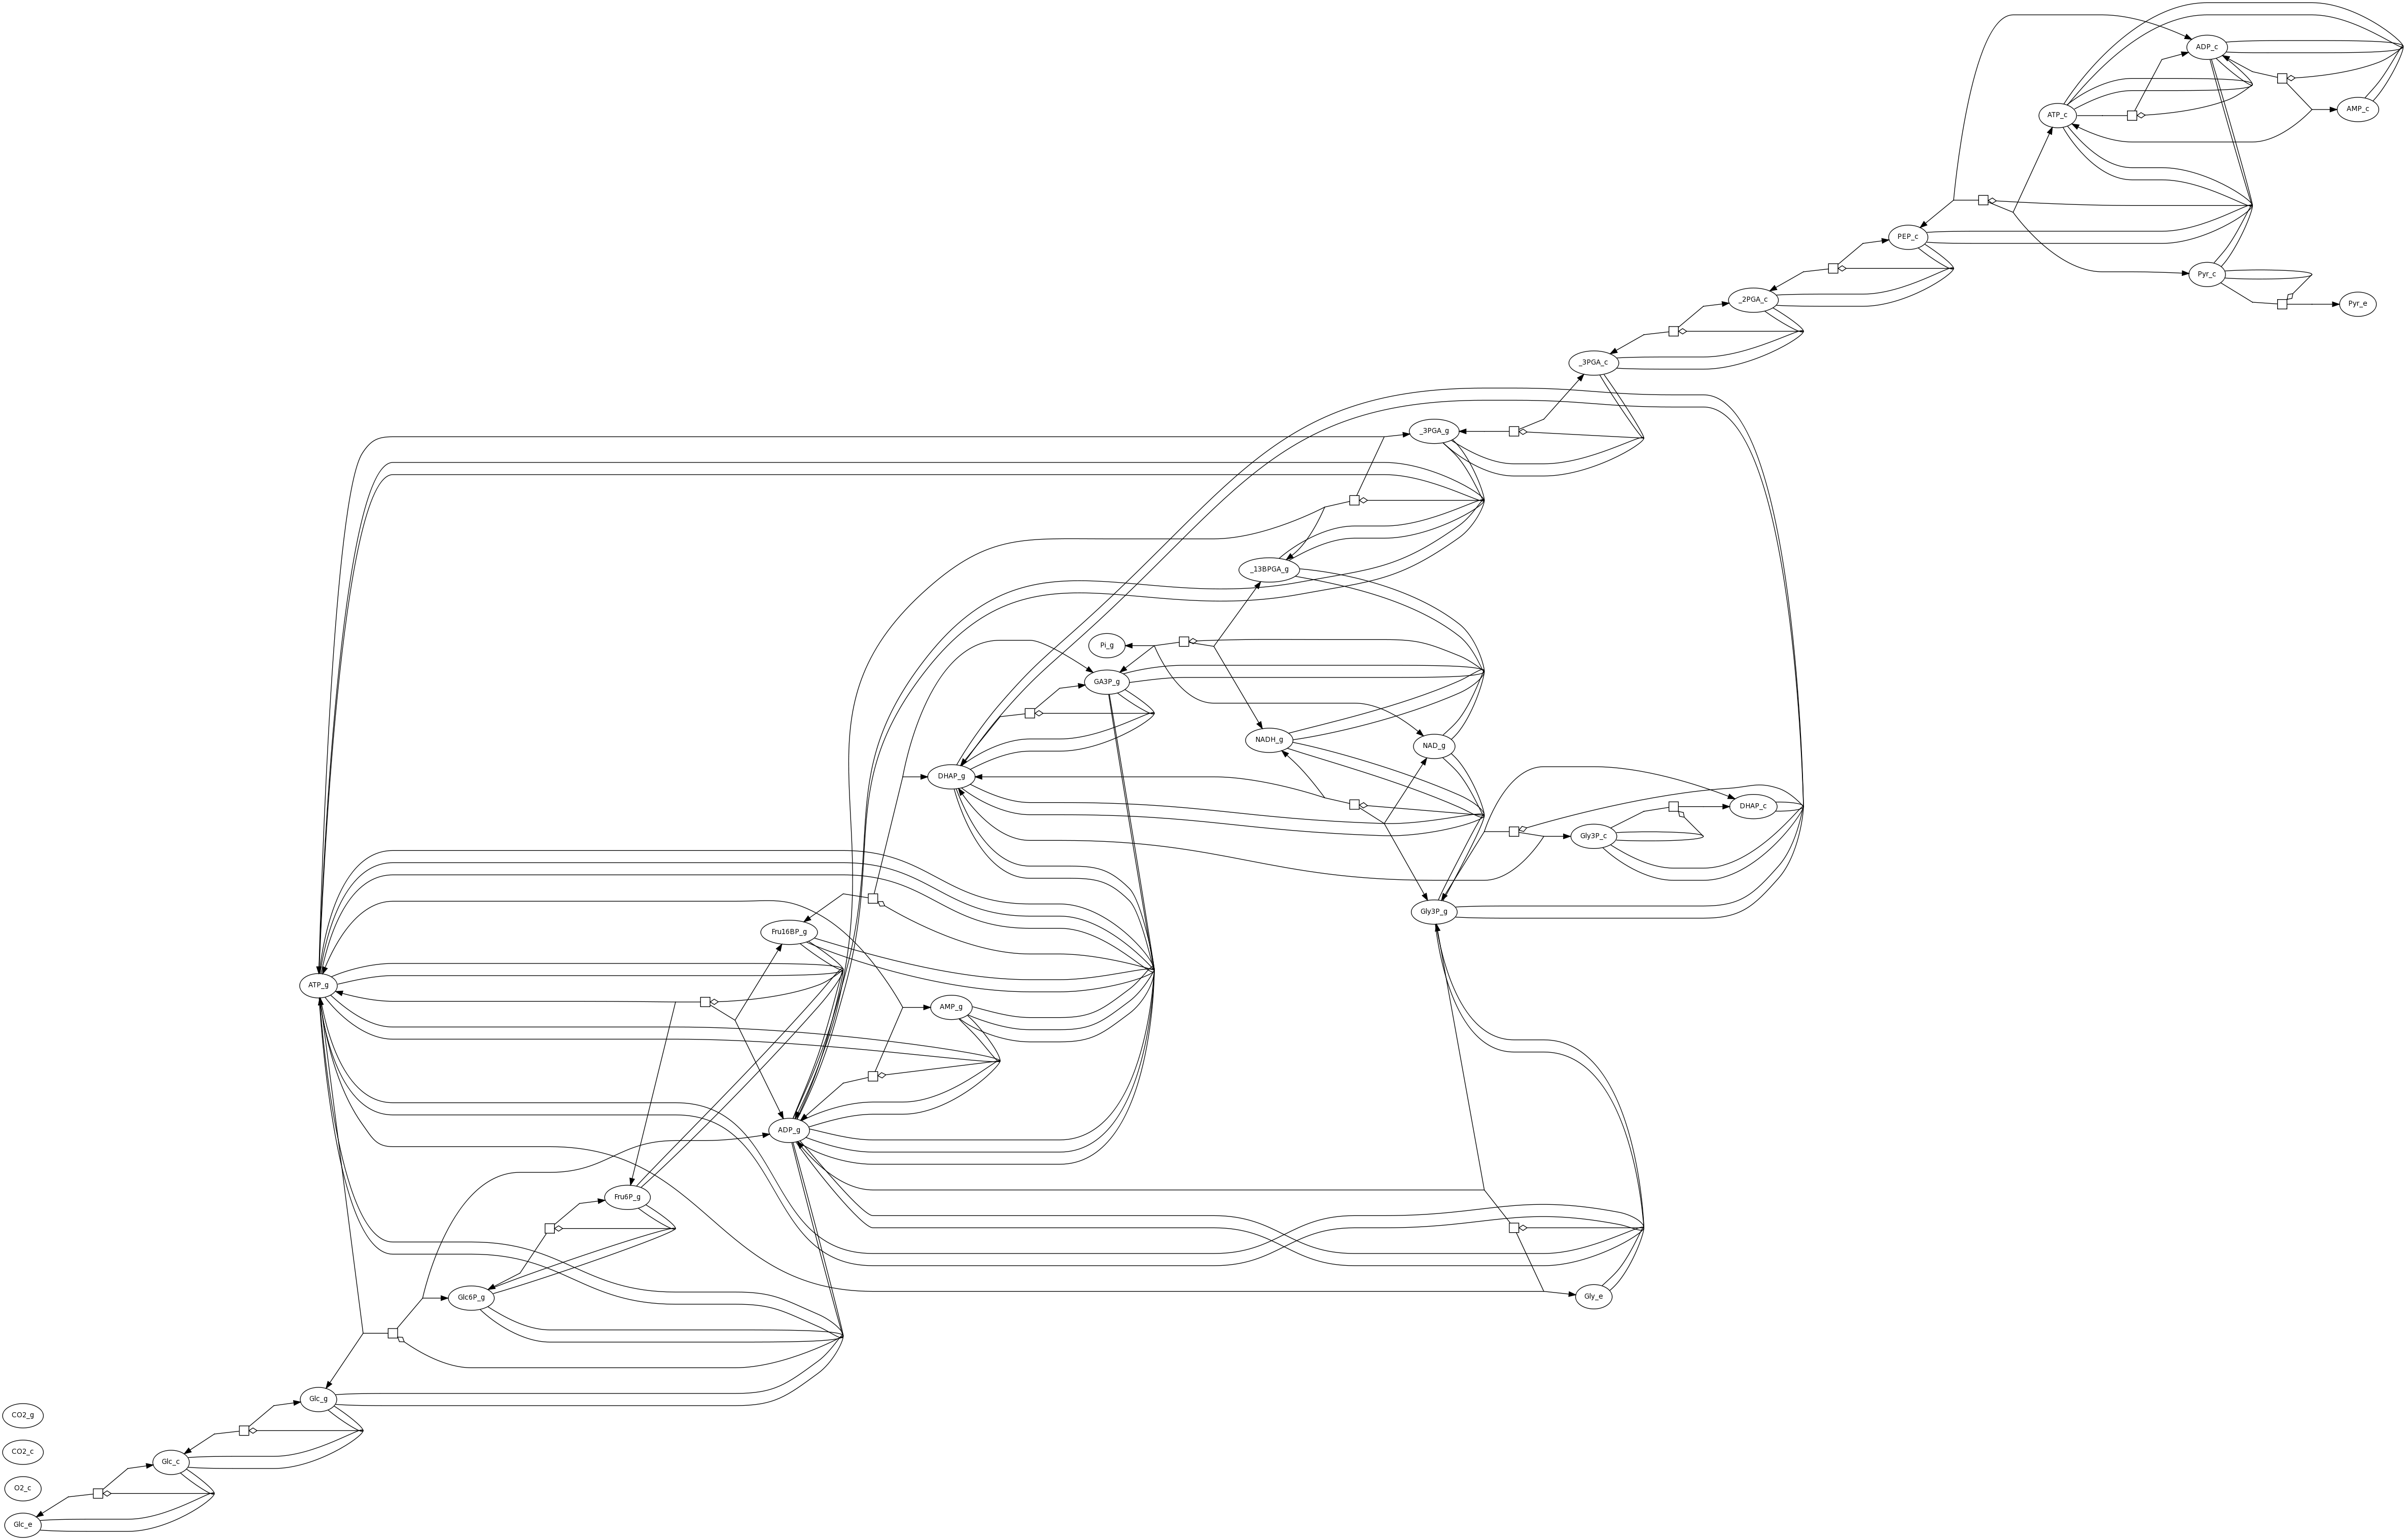 ADP_c
AMP_c
ATP_c
PEP_c
Pyr_c
_2PGA_c
Pyr_e
_3PGA_c
_3PGA_g
_13BPGA_g
Pi_g
GA3P_g
NADH_g
NAD_g
DHAP_g
DHAP_c
Gly3P_c
Gly3P_g
Fru16BP_g
ATP_g
AMP_g
ADP_g
Fru6P_g
Glc6P_g
Gly_e
Glc_g
CO2_g
CO2_c
Glc_c
O2_c
Glc_e